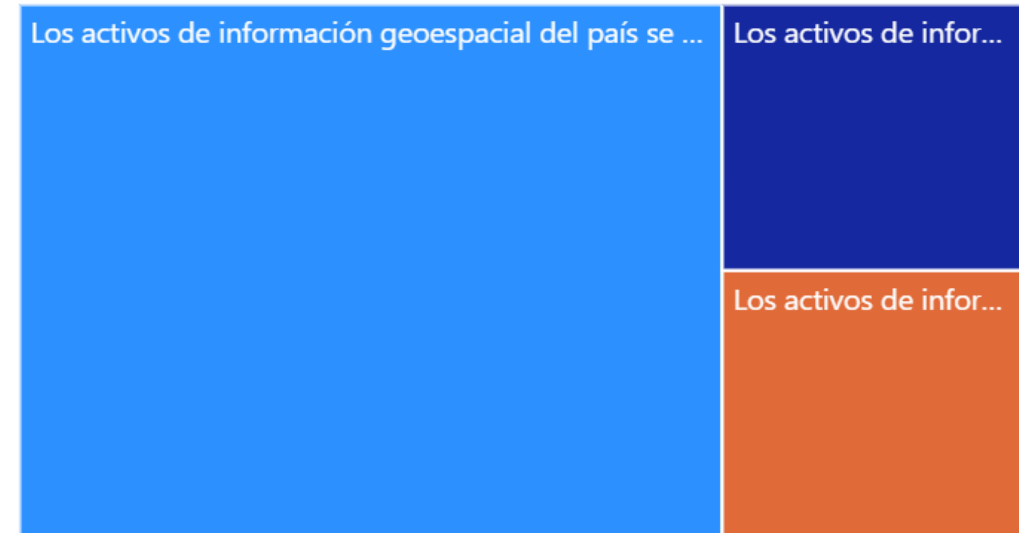 Los activos de información geoespacial del país se ...
Los activos de infor...
Los activos de infor...